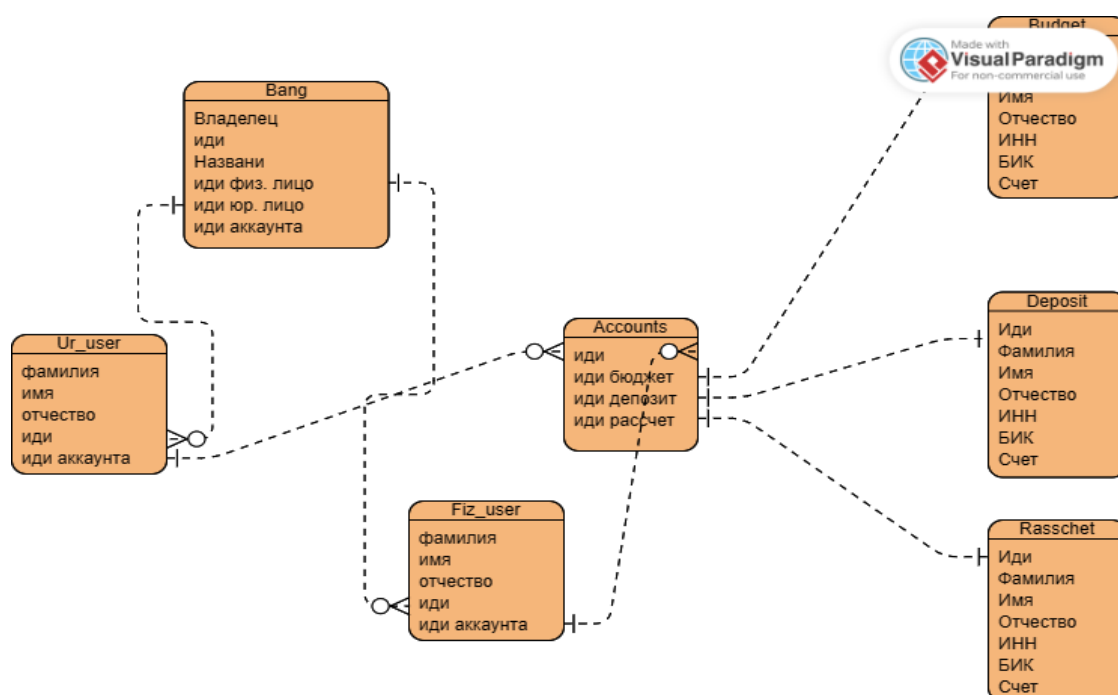 Budget
Made with
VisualParadigm
For non-commercial use
Имя
Отчество
ИНН
БИК
Счет
Bang
Владелец
иди
Названи
иди физ. лицо
иди юр. лицо
иди аккаунта
Ur_user
фамилия
имя
отчество
иди
иди аккаунта
Accounts
иди
иди бюджет
иди депозит
иди рассчет
Deposit
Иди
Фамилия
Имя
Отчество
ИНН
БИК
Счет
Fiz_user
фамилия
имя
отчество
иди
иди аккаунта
Rasschet
Иди
Фамилия
Имя
Отчество
ИНН
БИК
Счет